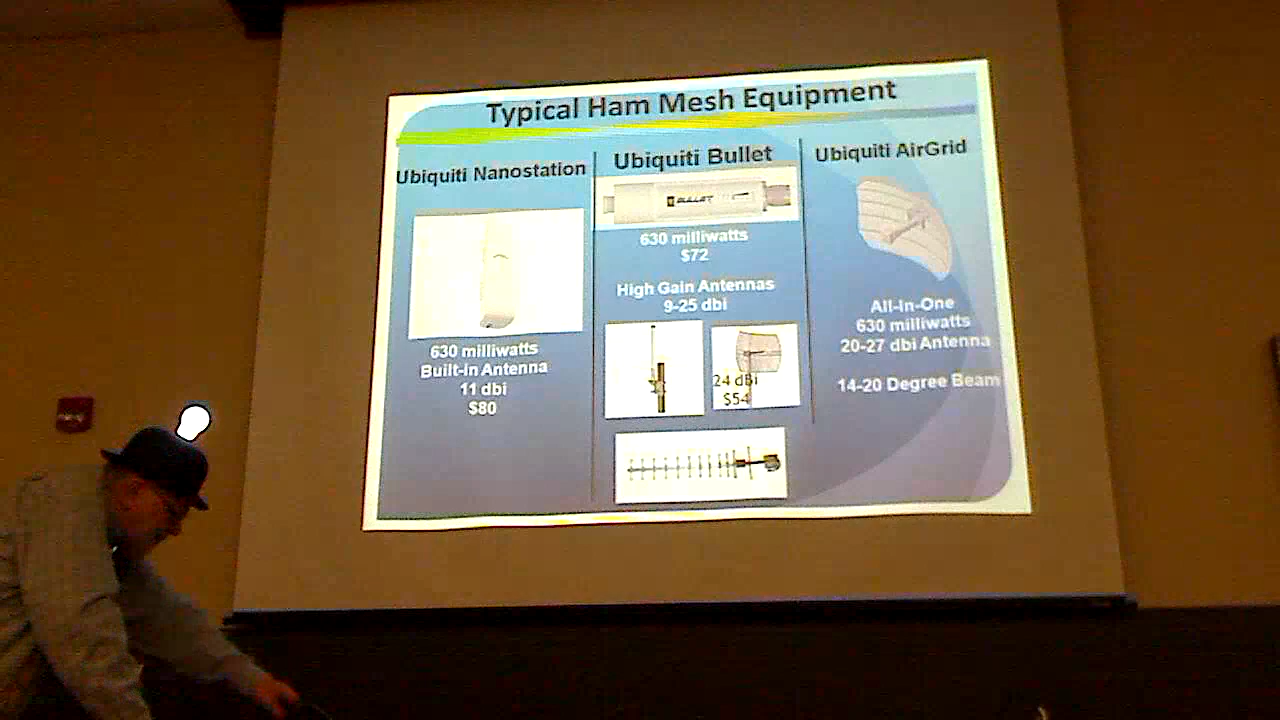 Typical Ham Mesh Equipment
Ubiquiti Nanostation
630 milliwatts
Built-In Antenna
11 dbi
$80
Ubiquiti Bullet
BULLET
630 milliwatts
$72
High Gain Antennas
9-25 dbi
24 dBi
$54
Ubiquiti AirGrid
All-In-One
630 milliwatts
20-27 dbi Antenna
14-20 Degree Beam